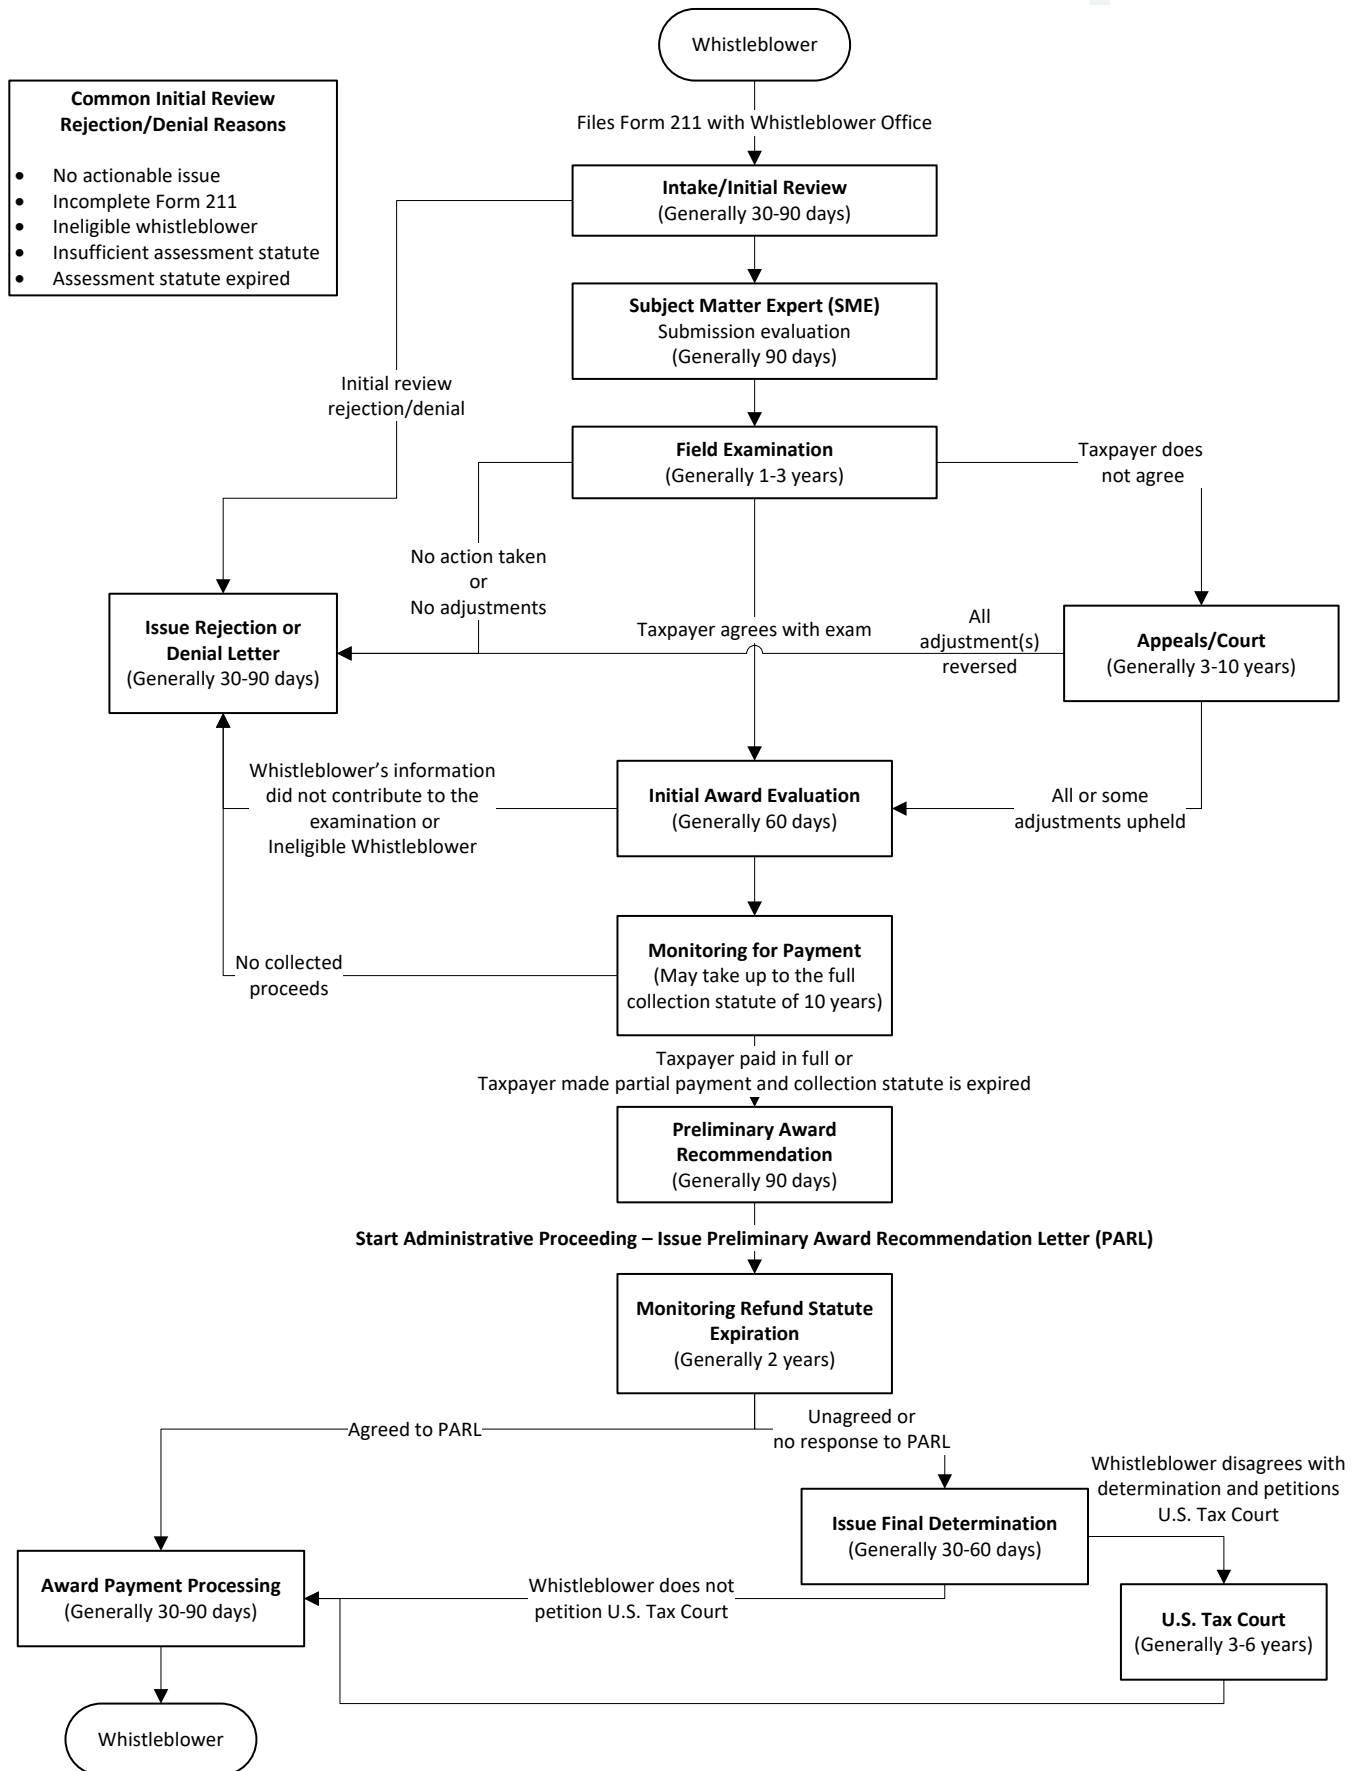 Whistleblower
Common Initial Review
Rejection/Denial Reasons
• No actionable issue
• Incomplete Form 211
• Ineligible whistleblower
• Insufficient assessment statute
• Assessment statute expired
Files Form 211 with Whistleblower Office
Intake/Initial Review
(Generally 30-90 days)
Subject Matter Expert (SME)
Submission evaluation
(Generally 90 days)
Initial review
rejection/denial
Field Examination
(Generally 1-3 years)
Taxpayer does
not agree
No action taken
or
No adjustments
Issue Rejection or
Denial Letter
(Generally 30-90 days)
Taxpayer agrees with exam
All
adjustment(s)
reversed
Appeals/Court
(Generally 3-10 years)
Whistleblower’s information
did not contribute to the
examination or
Ineligible Whistleblower
Initial Award Evaluation
(Generally 60 days)
All or some
adjustments upheld
No collected
proceeds
Monitoring for Payment
(May take up to the full
collection statute of 10 years)
Taxpayer paid in full or
Taxpayer made partial payment and collection statute is expired
Preliminary Award
Recommendation
(Generally 90 days)
Start Administrative Proceeding – Issue Preliminary Award Recommendation Letter (PARL)
Monitoring Refund Statute
Expiration
(Generally 2 years)
Agreed to PARL
Unagreed or
no response to PARL
Whistleblower disagrees with
determination and petitions
U.S. Tax Court
Issue Final Determination
(Generally 30-60 days)
Award Payment Processing
(Generally 30-90 days)
Whistleblower does not
petition U.S. Tax Court
U.S. Tax Court
(Generally 3-6 years)
Whistleblower